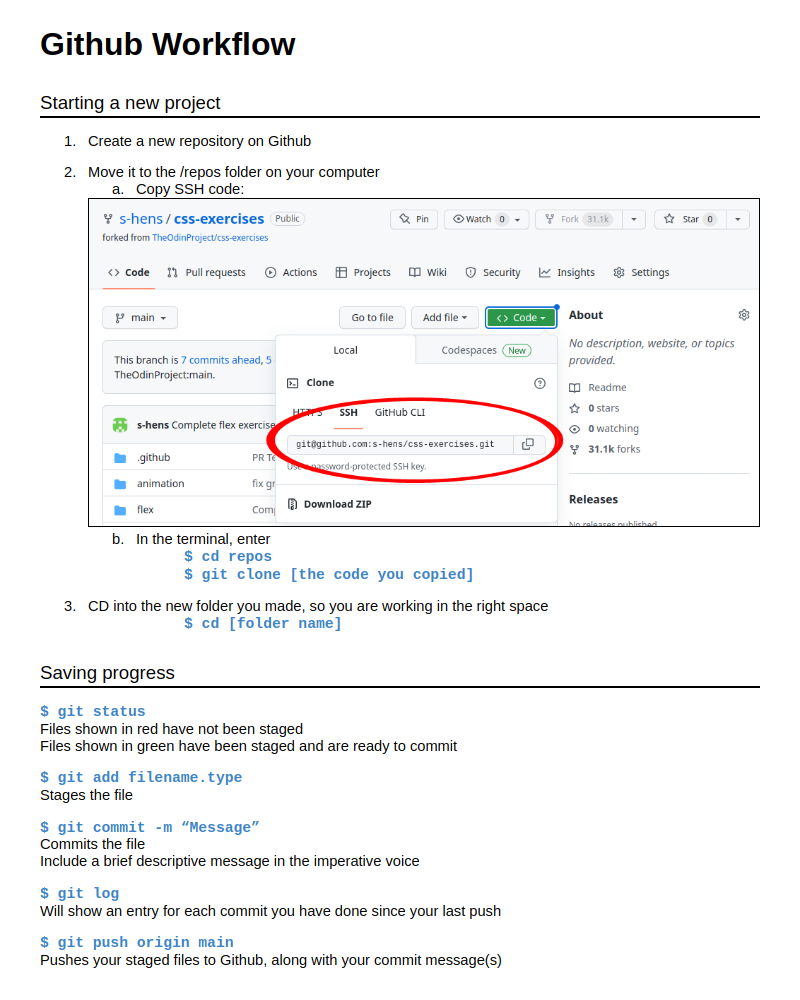 Github Workflow
Starting a new project
1. Create a new repository on Github
2. Move it to the /repos folder on your computer
a. Copy SSH code:
s-hens / css-exercises Public
Pin Watch 0 Fork 31.1k Star 0
forked from TheOdinProject/css-exercises
<> Code Pull requests Actions Projects Wiki Security Insights Settings
main Go to file Add file <> Code About
Local Codespaces New
No description, website, or topics
provided.
This branch is 7 commits ahead, 5
TheOdinProject:main.
Clone
Readme
HTTPS SSH GitHub CLI
0 stars
s-hens Complete flex exercise
0 watching
git@github.com:s-hens/css-exercises.git
31.1k forks
.github PR Te
Use a password-protected SSH key.
animation fix gr
Releases
flex Com
Download ZIP
No releases published
b. In the terminal, enter
$ cd repos
$ git clone [the code you copied]
3. CD into the new folder you made, so you are working in the right space
$ cd [folder name]
Saving progress
$ git status
Files shown in red have not been staged
Files shown in green have been staged and are ready to commit
$ git add filename.type
Stages the file
$ git commit -m “Message”
Commits the file
Include a brief descriptive message in the imperative voice
$ git log
Will show an entry for each commit you have done since your last push
$ git push origin main
Pushes your staged files to Github, along with your commit message(s)